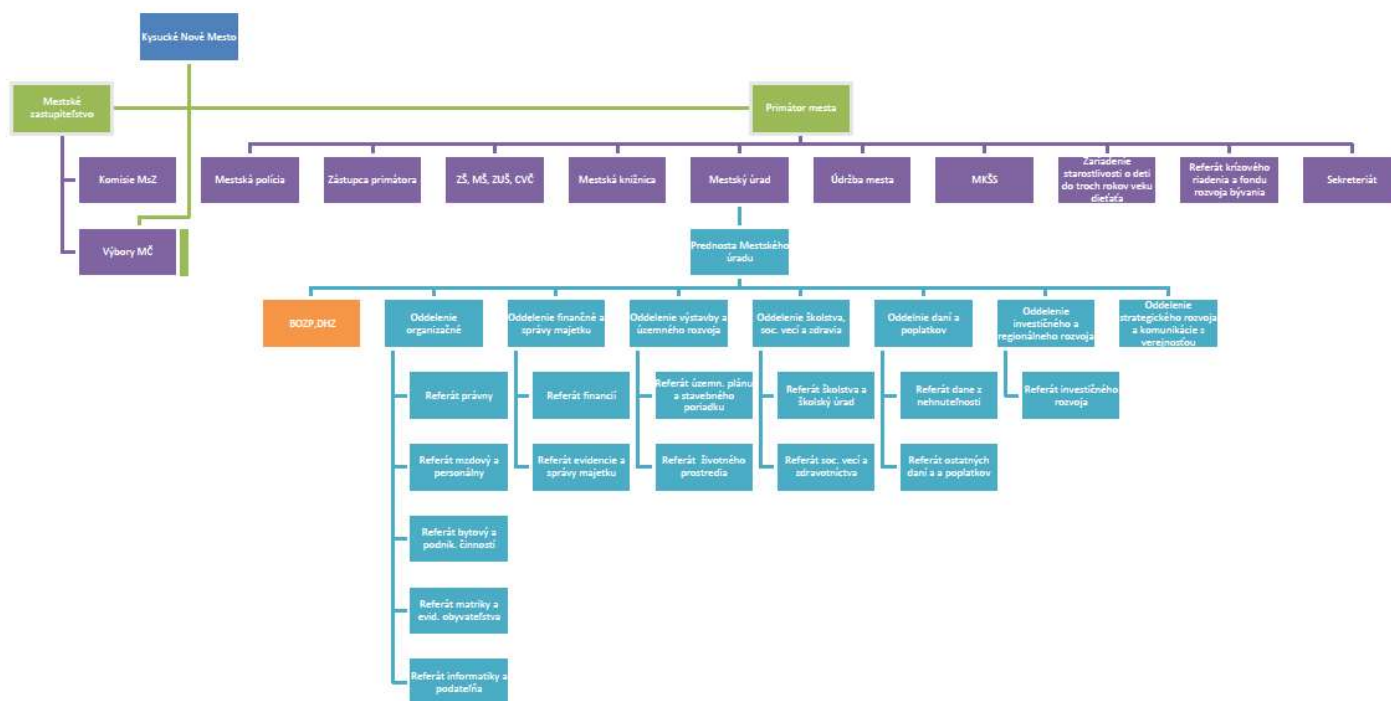 Kysucké Nové Mesto
Mestské
zastupiteľstvo
Primátor mesta
Komisie MsZ
Mestská polícia
Zástupca primátora
ZŠ, MŠ, ZUŠ, CVČ
Mestská knižnica
Mestský úrad
Údržba mesta
MKŠS
Zariadenie
starostlivosti o deti
do troch rokov veku
dieťaťa
Referát krízového
riadenia a fondu
rozvoja bývania
Sekreteriát
Výbory MČ
Prednosta Mestského
úradu
BOZP,DHZ
Oddelenie
organizačné
Oddelenie finančné a
správy majetku
Oddelenie výstavby a
územného rozvoja
Oddelenie školstva,
soc. vecí a zdravia
Oddelnie daní a
poplatkov
Oddelenie
investičného a
regionálneho rozvoja
Oddelenie
strategického rozvoja
a komunikácie s
verejnosťou
Referát právny
Referát financií
Referát územn. plánu
a stavebného
poriadku
Referát školstva a
školský úrad
Referát dane z
nehnuteľností
Referát investičného
rozvoja
Referát mzdový a
personálny
Referát evidencie a
správy majetku
Referát životného
prostredia
Referát soc. vecí a
zdravotníctva
Referát ostatných
daní a a poplatkov
Referát bytový a
podnik. činností
Referát matriky a
evid. obyvateľstva
Referát informatiky a
podateľňa